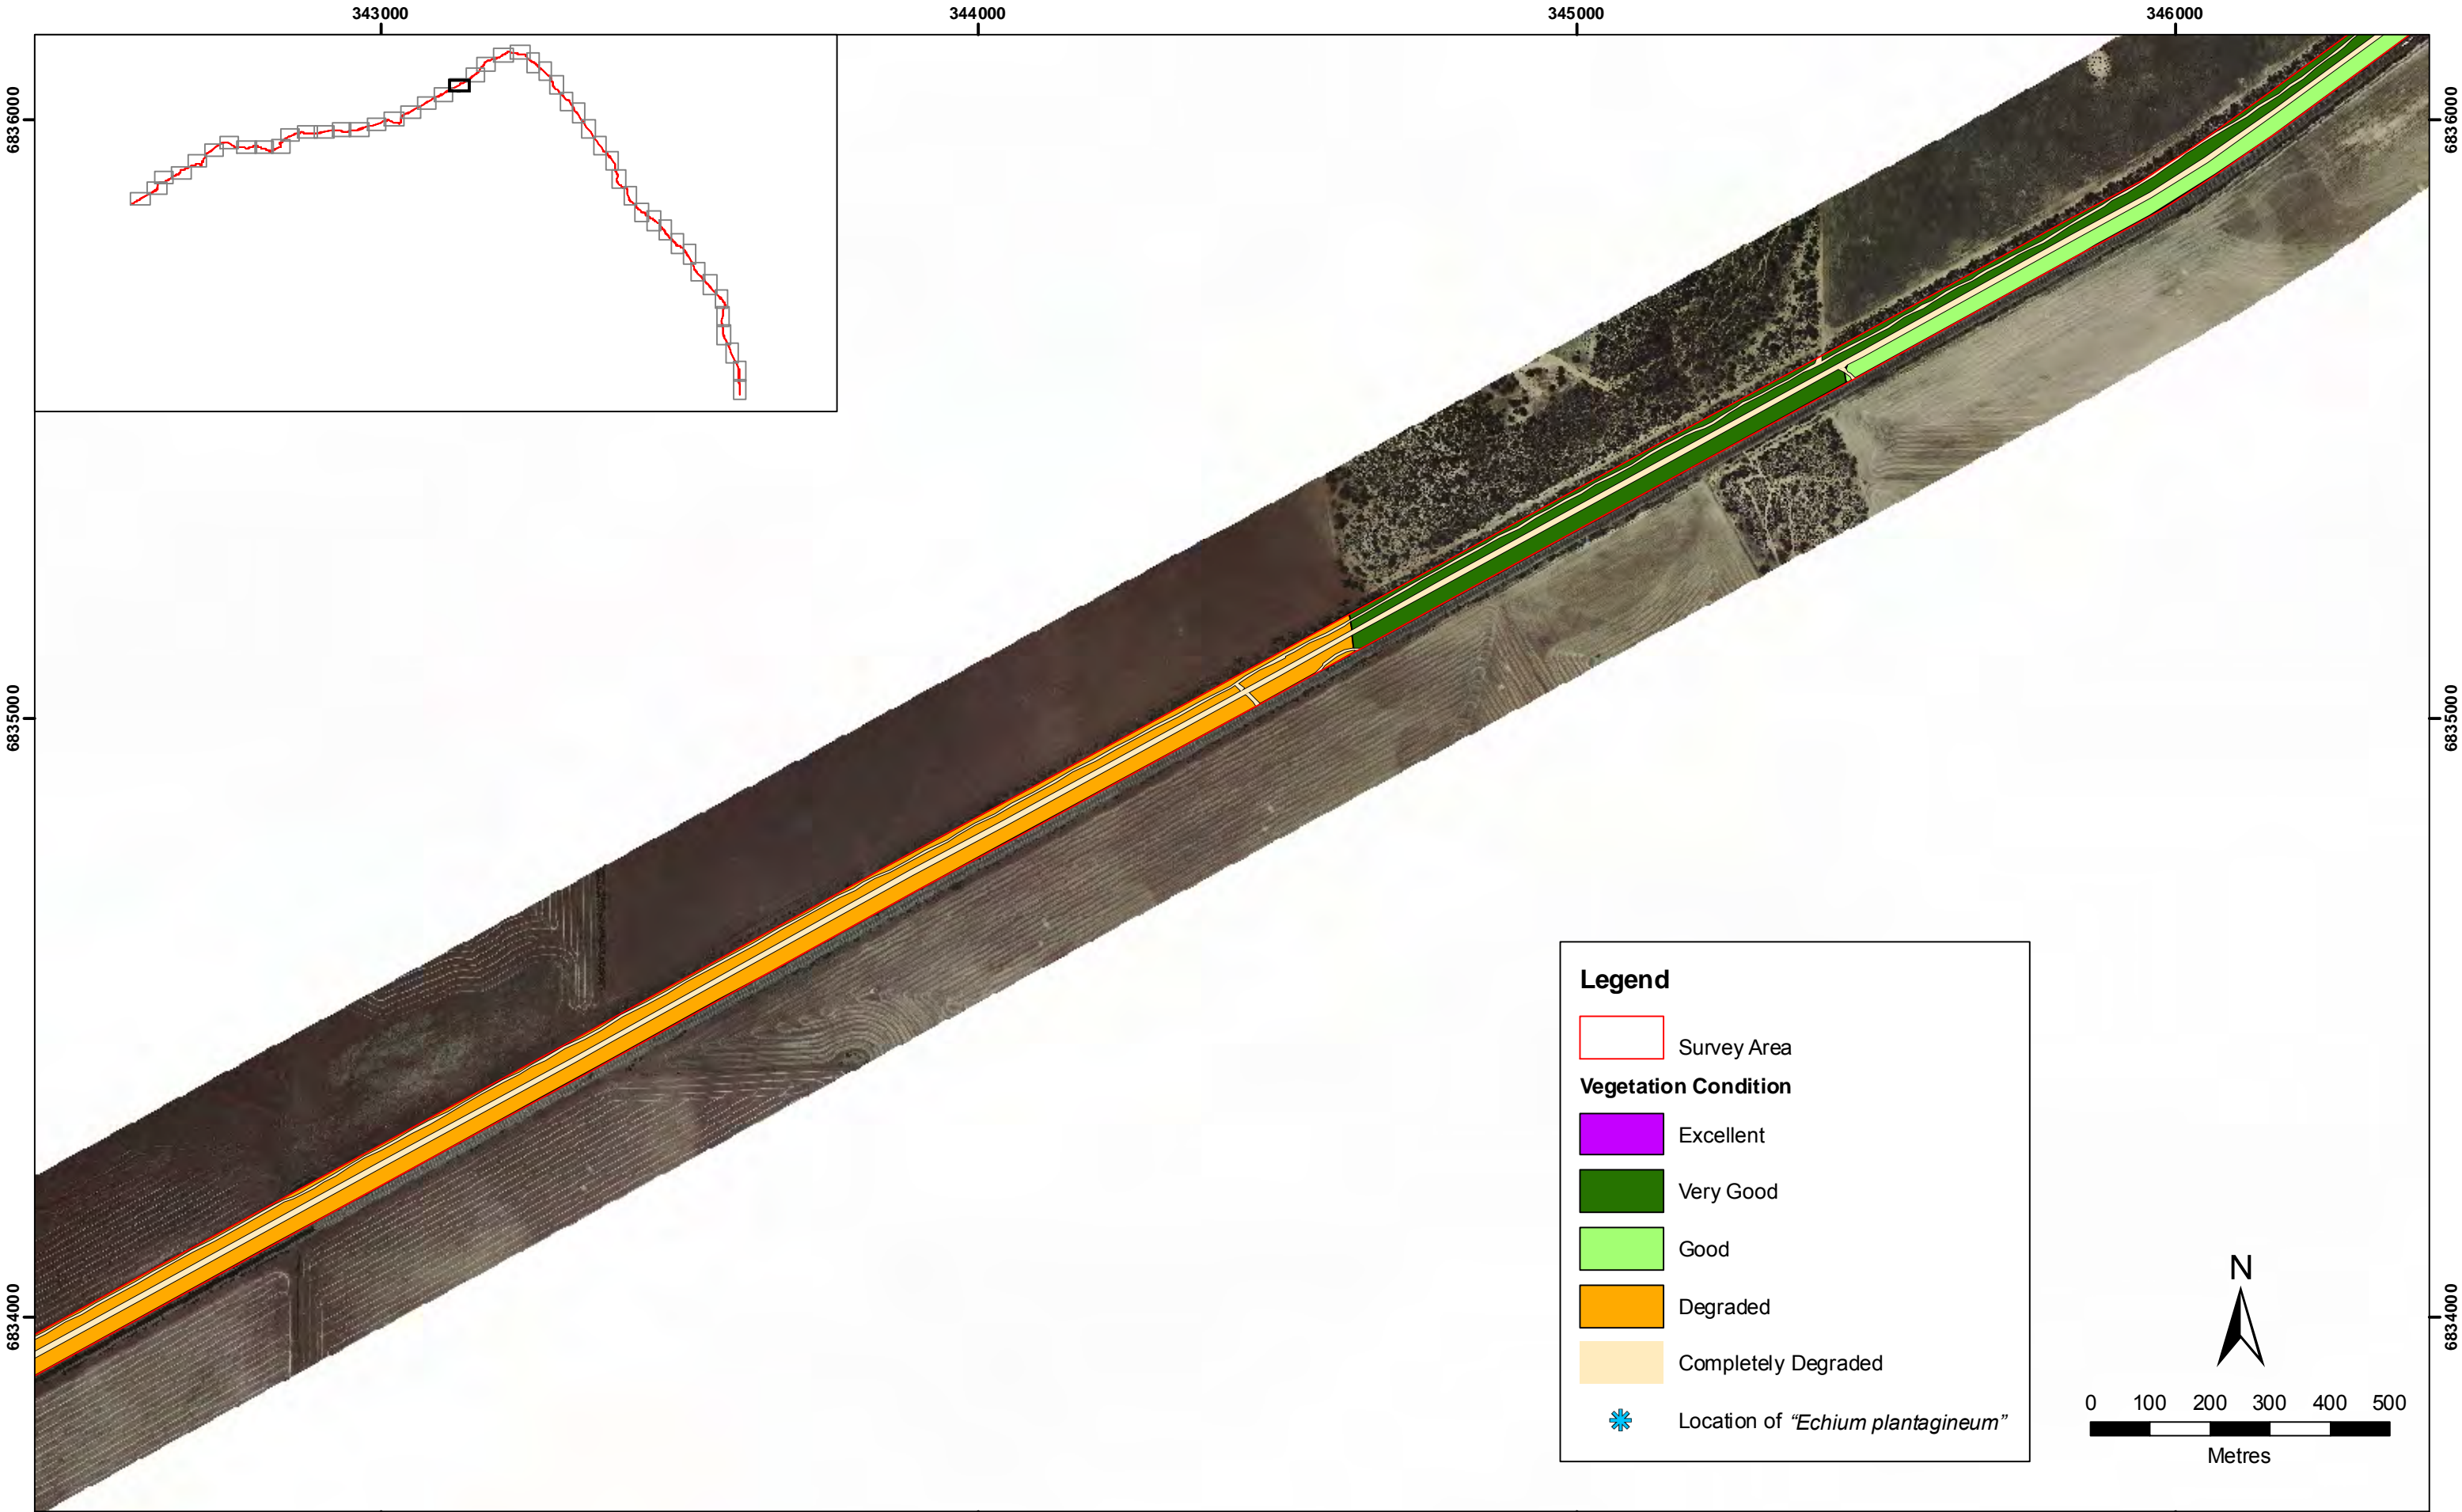 343000 344000 345000 346000
6836000 6836000
6835000 6835000
6834000 6834000
Legend
Survey Area
Vegetation Condition
Excellent
Very Good
Good
Degraded
Completely Degraded
Location of "Echium plantagineum"
N
0 100 200 300 400 500
Metres